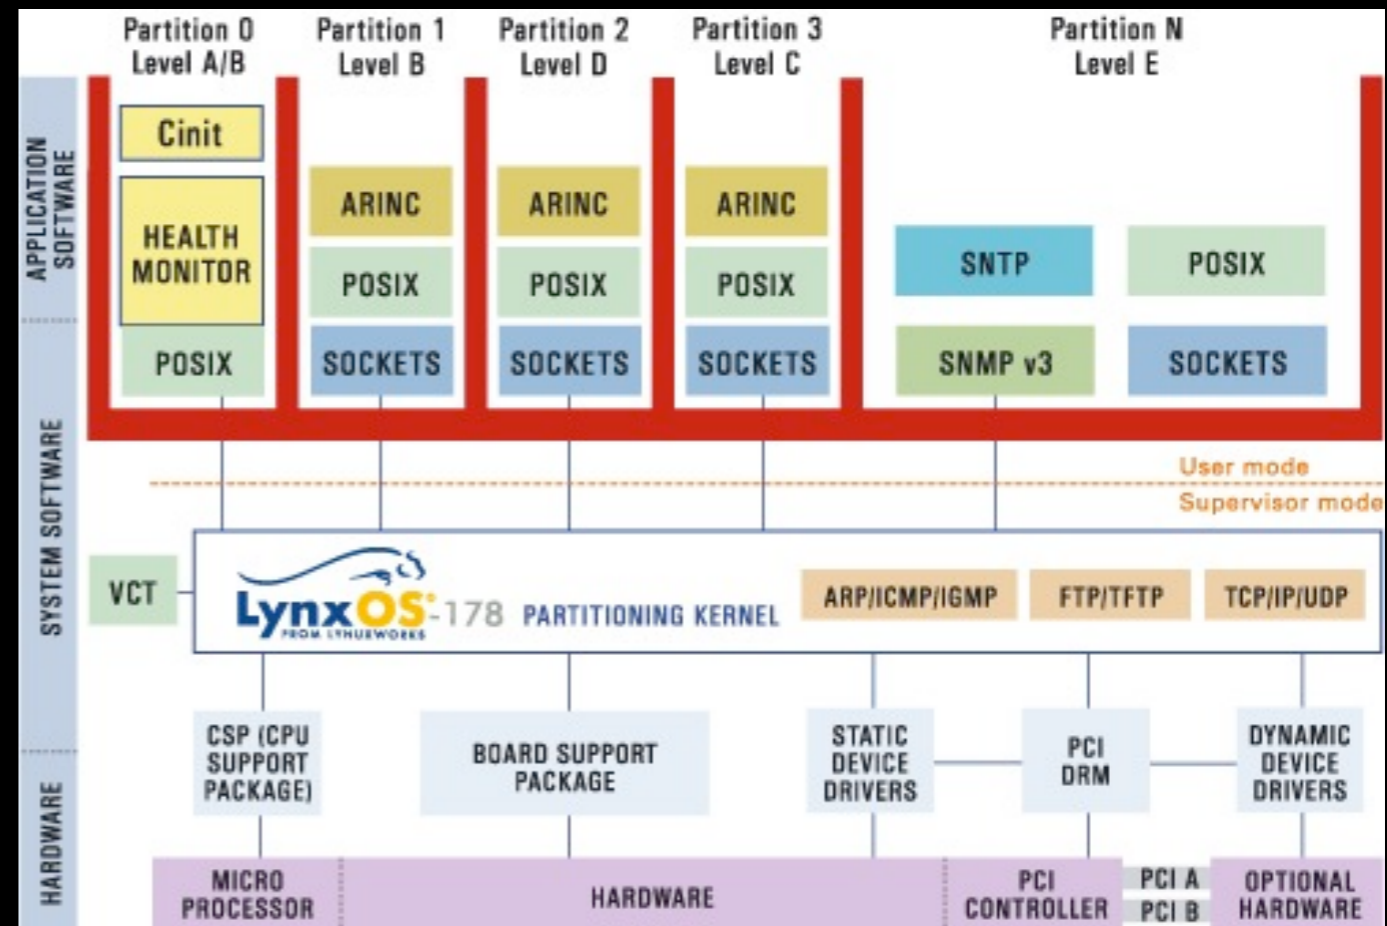 Partition 0
Level A/B
Partition 1
Level B
Partition 2
Level D
Partition 3
Level C
Partition N
Level E
APPLICATION
SOFTWARE
Cinit
HEALTH
MONITOR
POSIX
ARINC
POSIX
SOCKETS
ARINC
POSIX
SOCKETS
ARINC
POSIX
SOCKETS
SNTP
POSIX
SNMP v3
SOCKETS
User mode
Supervisor mode
SYSTEM SOFTWARE
VCT
LynxOS®-178
FROM LYNUXWORKS
PARTITIONING KERNEL
ARP/ICMP/IGMP
FTP/TFTP
TCP/IP/UDP
CSP (CPU
SUPPORT
PACKAGE)
BOARD SUPPORT
PACKAGE
STATIC
DEVICE
DRIVERS
PCI
DRM
DYNAMIC
DEVICE
DRIVERS
HARDWARE
MICRO
PROCESSOR
HARDWARE
PCI
CONTROLLER
PCI A
PCI B
OPTIONAL
HARDWARE